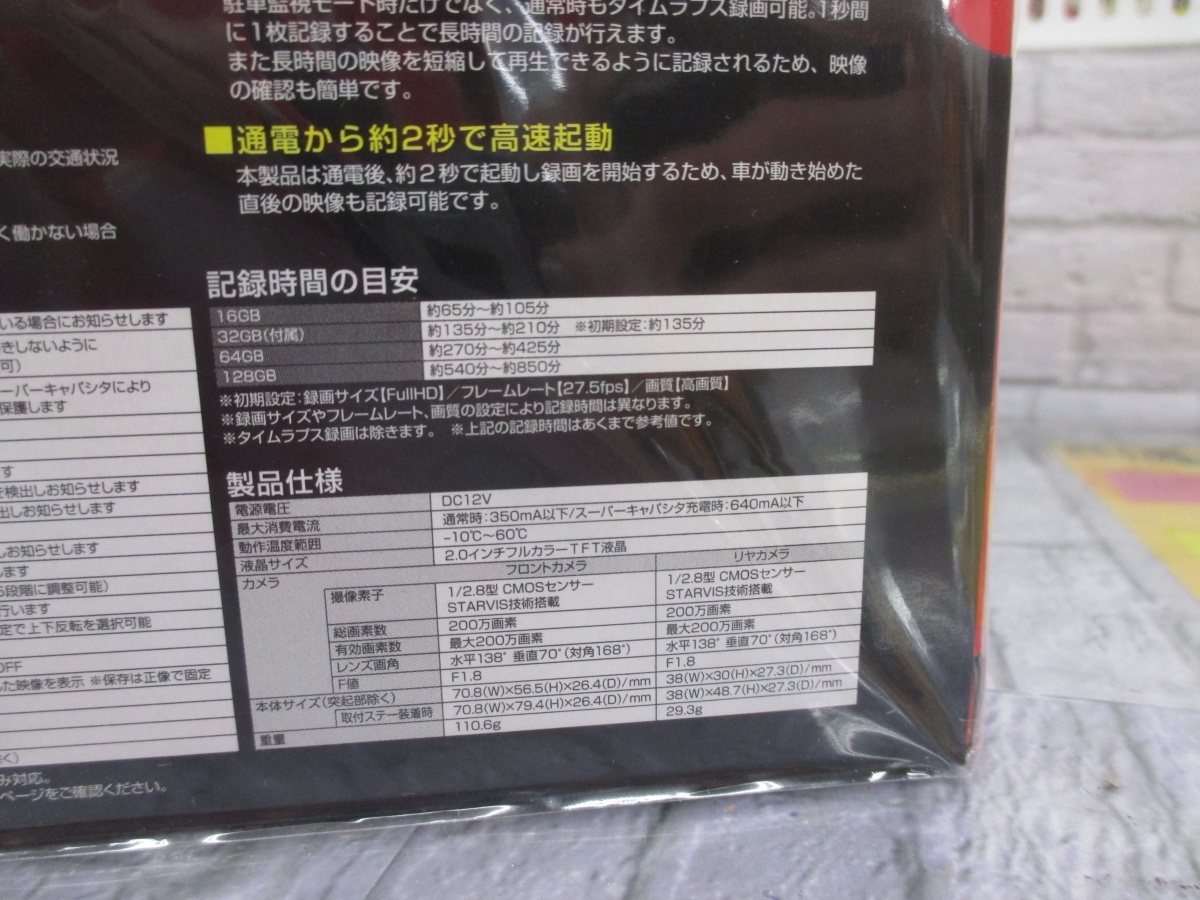 駐車監視モード時だけでなく、通常時もタイムラプス録画可能。1秒間
に1枚記録することで長時間の記録が行えます。
また長時間の映像を短縮して再生できるように記録されるため、映像
の確認も簡単です。
■通電から約2秒で高速起動
本製品は通電後、約2秒で起動し録画を開始するため、車が動き始めた
直後の映像も記録可能です。
実際の交通状況
く働かない場合
いる場合にお知らせします
きしないように
可)
ーパーキャパシタにより
保護します
す
を検出しお知らせします
出しお知らせします
しお知らせします
します
5段階に調整可能)
行います
定で上下反転を選択可能
OFF
した映像を表示 ※保存は正像で固定
く)
み対応。
ページをご確認ください。
記録時間の目安
16GB 約65分～約105分
32GB(付属) 約135分～約210分 ※初期設定:約135分
64GB 約270分～約425分
128GB 約540分～約850分
※初期設定:録画サイズ【FullHD】／フレームレート【27.5fps】／画質【高画質】
※録画サイズやフレームレート、画質の設定により記録時間は異なります。
※タイムラプス録画は除きます。 ※上記の記録時間はあくまで参考値です。
製品仕様
電源電圧 DC12V
最大消費電流 通常時:350mA以下/スーパーキャパシタ充電時:640mA以下
動作温度範囲 -10℃～60℃
液晶サイズ 2.0インチフルカラーTFT液晶
カメラ フロントカメラ リヤカメラ
撮像素子 1/2.8型 CMOSセンサー 1/2.8型 CMOSセンサー
STARVIS技術搭載 STARVIS技術搭載
総画素数 200万画素 200万画素
有効画素数 最大200万画素 最大200万画素
レンズ画角 水平138° 垂直70°(対角168°) 水平138° 垂直70°(対角168°)
F値 F1.8 F1.8
本体サイズ(突起部除く) 70.8(W)×56.5(H)×26.4(D)/mm 38(W)×30(H)×27.3(D)/mm
取付ステー装着時 70.8(W)×79.4(H)×26.4(D)/mm 38(W)×48.7(H)×27.3(D)/mm
重量 110.6g 29.3g